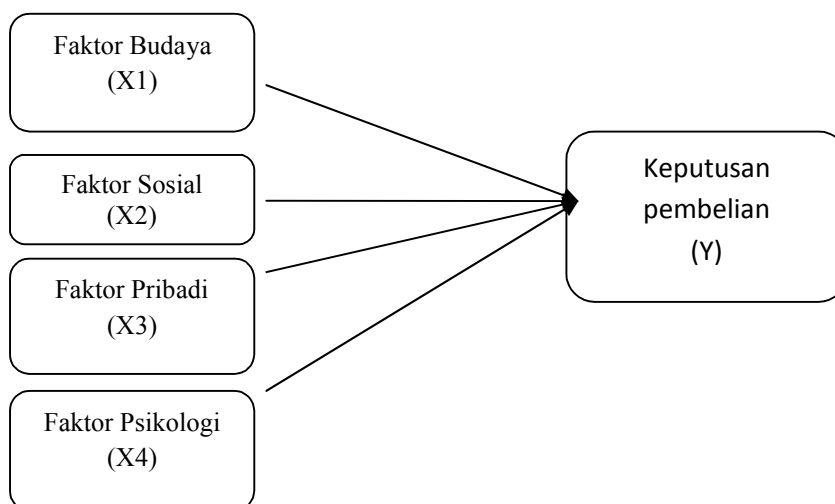 Faktor Budaya
(X1)
Faktor Sosial
(X2)
Faktor Pribadi
(X3)
Faktor Psikologi
(X4)
Keputusan
pembelian
(Y)